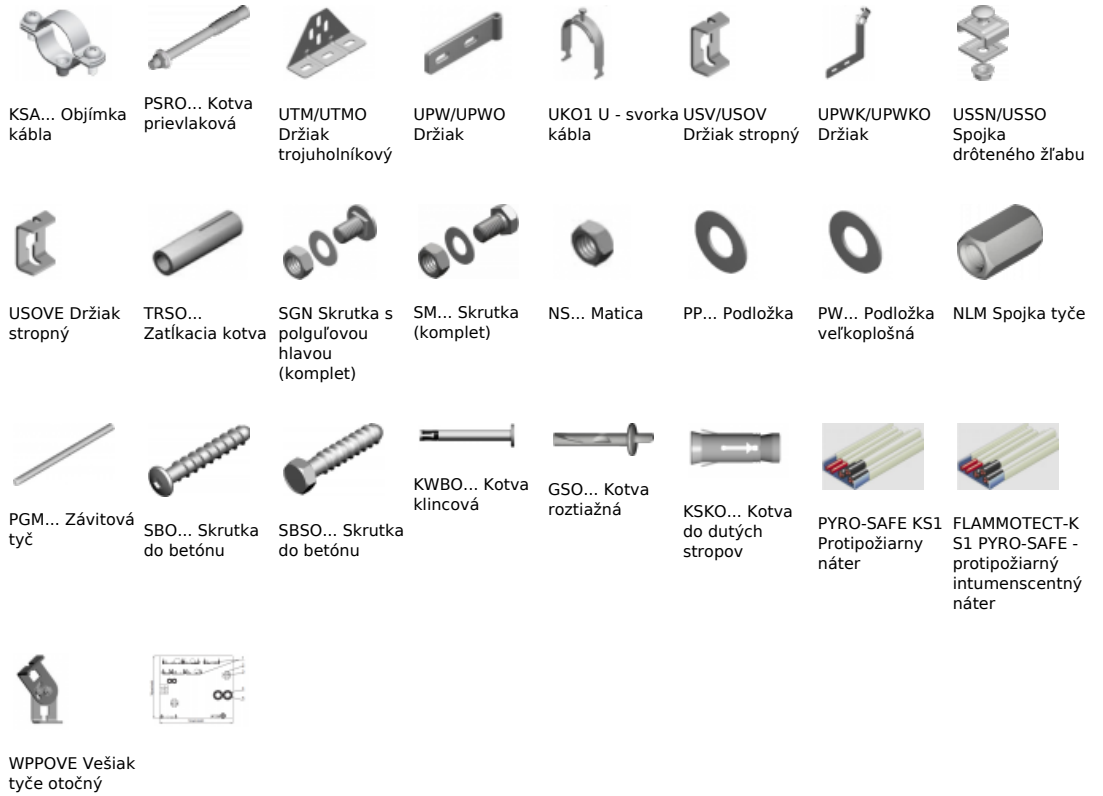 KSA... Objímka
kábla
PSRO... Kotva
prievlaková
UTM/UTMO
Držiak
trojuholníkový
UPW/UPWO
Držiak
UKO1 U - svorka
kábla
USV/USOV
Držiak stropný
UPWK/UPWKO
Držiak
USSN/USSO
Spojka
drôteného žľabu
USOVE Držiak
stropný
TRSO...
Zatĺkacia kotva
SGN Skrutka s
polguľovou
hlavou
(komplet)
SM... Skrutka
(komplet)
NS... Matica
PP... Podložka
PW... Podložka
veľkoplošná
NLM Spojka tyče
PGM... Závitová
tyč
SBO... Skrutka
do betónu
SBSO... Skrutka
do betónu
KWBO... Kotva
klincová
GSO... Kotva
roztiažná
KSKO... Kotva
do dutých
stropov
PYRO-SAFE KS1
Protipožiarny
náter
FLAMMOTECT-K
S1 PYRO-SAFE -
protipožiarný
intumenscentný
náter
WPPOVE Vešiak
tyče otočný